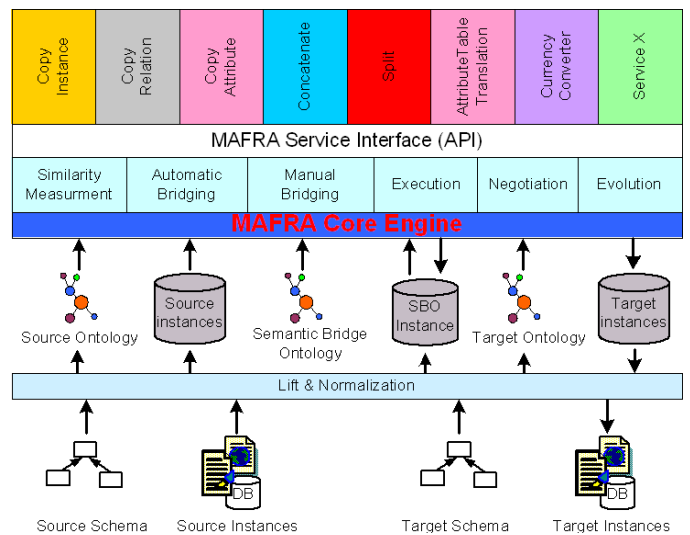 Copy
Instance
Copy
Relation
Copy
Attribute
Concatenate
Split
AttributeTable
Translation
Currency
Converter
Service X
MAFRA Service Interface (API)
Similarity
Measurment
Automatic
Bridging
Manual
Bridging
Execution
Negotiation
Evolution
MAFRA Core Engine
Source Ontology
Source
instances
Semantic Bridge
Ontology
SBO
Instance
Target Ontology
Target
instances
Lift & Normalization
DB
DB
Source Schema
Source Instances
Target Schema
Target Instances